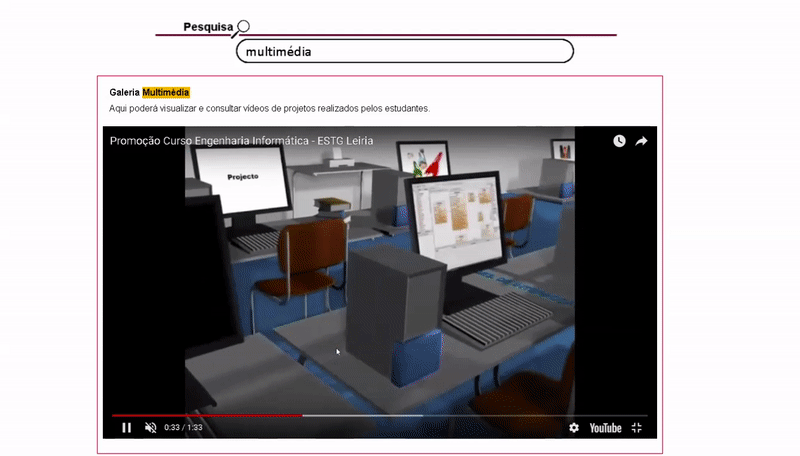 Pesquisa
multimédia
Galeria Multimédia
Aqui poderá visualizar e consultar vídeos de projetos realizados pelos estudantes.
Promoção Curso Engenharia Informática - ESTG Leiria
Projecto
0:33 / 1:33
YouTube